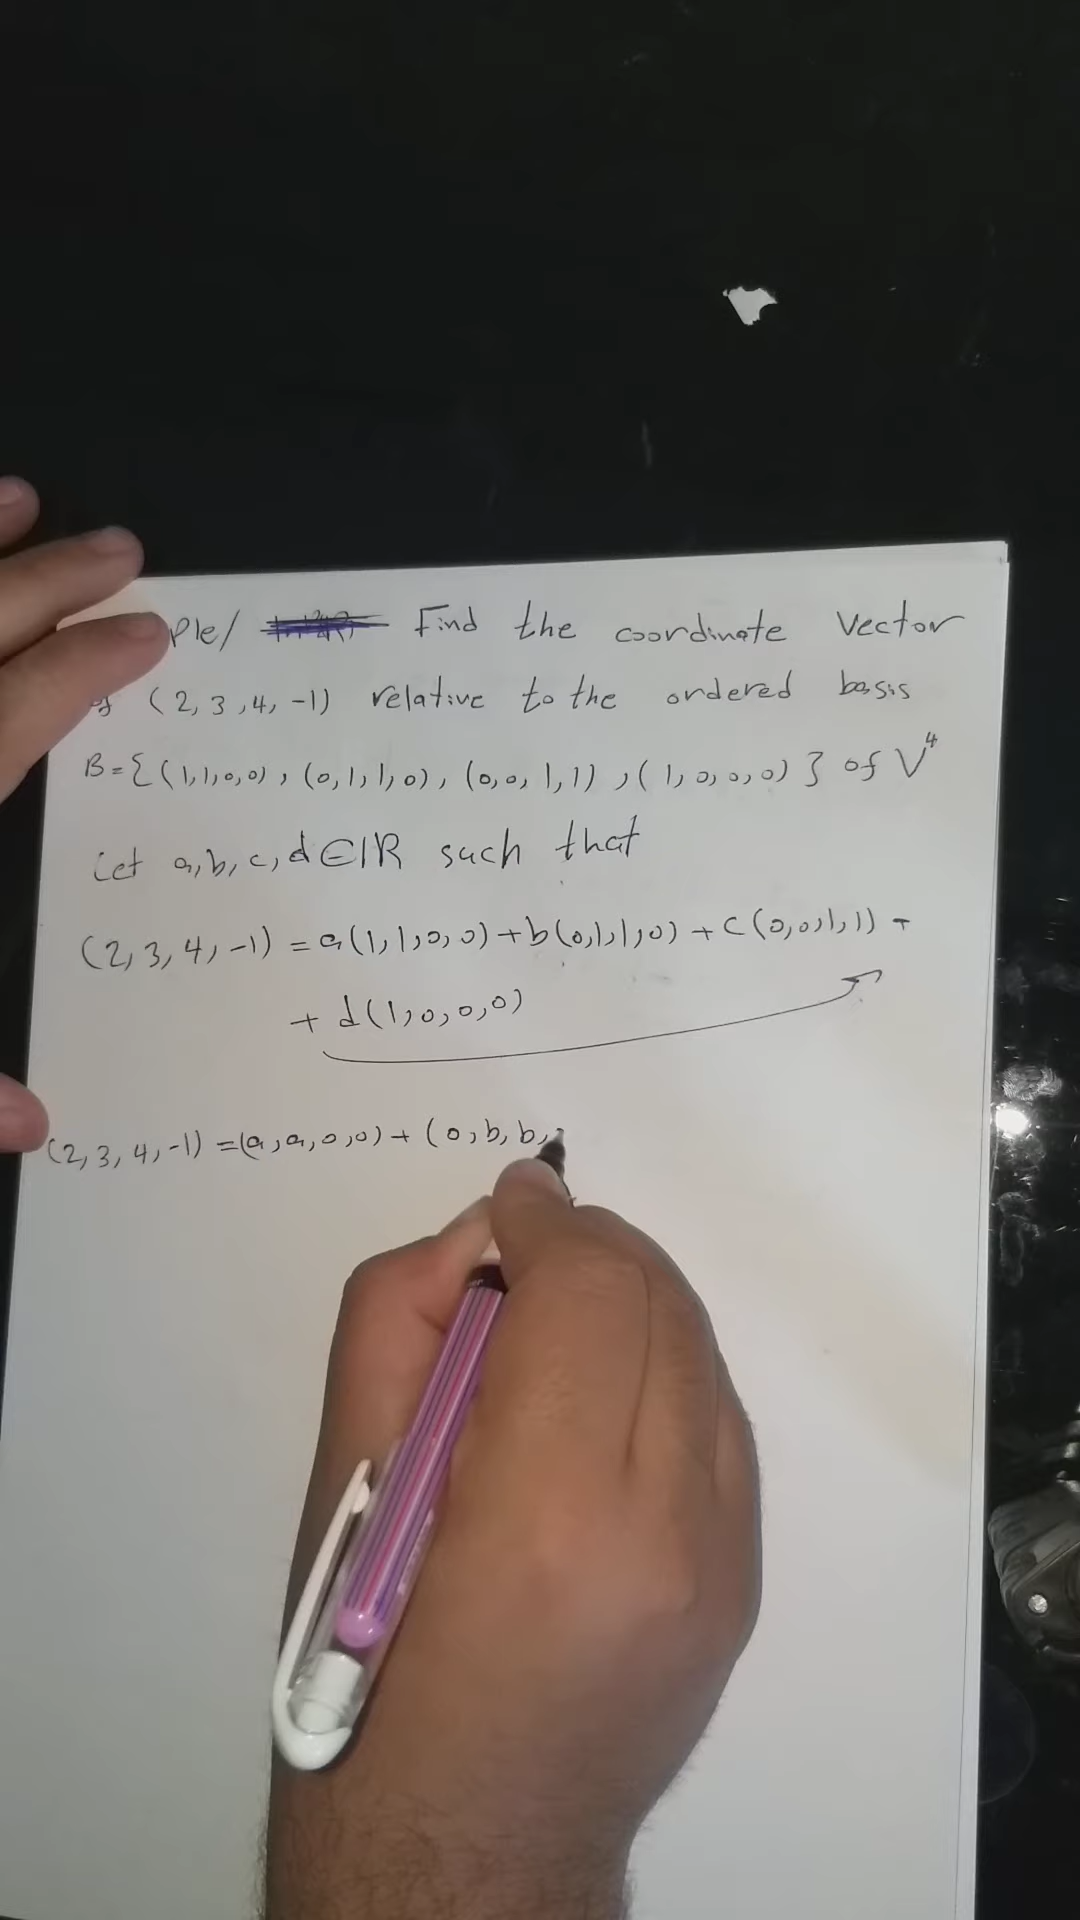 ple/ Find the coordinate vector
of (2,3,4,-1) relative to the ordered basis
B={(1,1,0,0),(0,1,1,0),(0,0,1,1),(1,0,0,0)} of V⁴
Let a,b,c,d∈ℝ such that
(2,3,4,-1)=a(1,1,0,0)+b(0,1,1,0)+c(0,0,1,1)+
+d(1,0,0,0)
(2,3,4,-1)=(a,a,0,0)+(0,b,b,